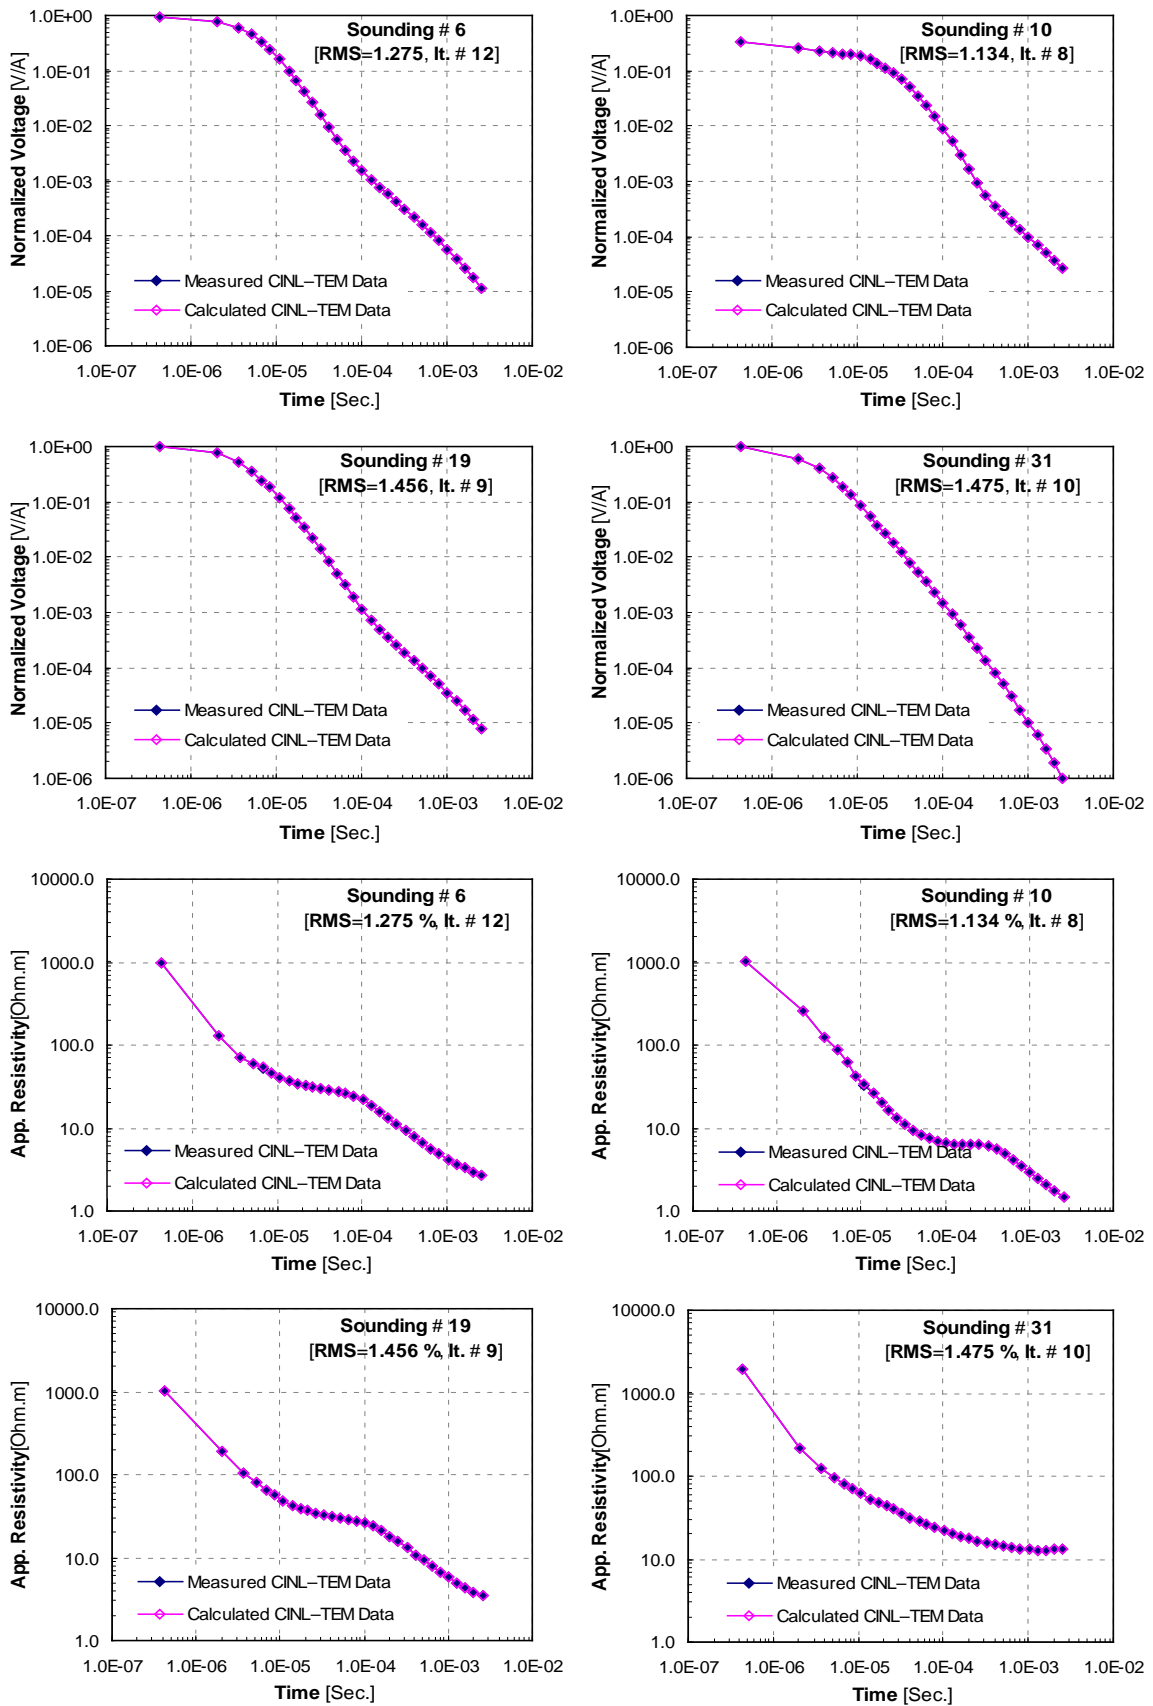 Sounding # 6
[RMS=1.275, It. # 12]
Normalized Voltage [V/A]
1.0E+00
1.0E-01
1.0E-02
1.0E-03
1.0E-04
1.0E-05
1.0E-06
Measured CINL–TEM Data
Calculated CINL–TEM Data
1.0E-07 1.0E-06 1.0E-05 1.0E-04 1.0E-03 1.0E-02
Time [Sec.]
Sounding # 10
[RMS=1.134, It. # 8]
Normalized Voltage [V/A]
1.0E+00
1.0E-01
1.0E-02
1.0E-03
1.0E-04
1.0E-05
1.0E-06
Measured CINL–TEM Data
Calculated CINL–TEM Data
1.0E-07 1.0E-06 1.0E-05 1.0E-04 1.0E-03 1.0E-02
Time [Sec.]
Sounding # 19
[RMS=1.456, It. # 9]
Normalized Voltage [V/A]
1.0E+00
1.0E-01
1.0E-02
1.0E-03
1.0E-04
1.0E-05
1.0E-06
Measured CINL–TEM Data
Calculated CINL–TEM Data
1.0E-07 1.0E-06 1.0E-05 1.0E-04 1.0E-03 1.0E-02
Time [Sec.]
Sounding # 31
[RMS=1.475, It. # 10]
Normalized Voltage [V/A]
1.0E+00
1.0E-01
1.0E-02
1.0E-03
1.0E-04
1.0E-05
1.0E-06
Measured CINL–TEM Data
Calculated CINL–TEM Data
1.0E-07 1.0E-06 1.0E-05 1.0E-04 1.0E-03 1.0E-02
Time [Sec.]
Sounding # 6
[RMS=1.275 %, It. # 12]
App. Resistivity[Ohm.m]
10000.0
1000.0
100.0
10.0
1.0
Measured CINL–TEM Data
Calculated CINL–TEM Data
1.0E-07 1.0E-06 1.0E-05 1.0E-04 1.0E-03 1.0E-02
Time [Sec.]
Sounding # 10
[RMS=1.134 %, It. # 8]
App. Resistivity[Ohm.m]
10000.0
1000.0
100.0
10.0
1.0
Measured CINL–TEM Data
Calculated CINL–TEM Data
1.0E-07 1.0E-06 1.0E-05 1.0E-04 1.0E-03 1.0E-02
Time [Sec.]
Sounding # 19
[RMS=1.456 %, It. # 9]
App. Resistivity[Ohm.m]
10000.0
1000.0
100.0
10.0
1.0
Measured CINL–TEM Data
Calculated CINL–TEM Data
1.0E-07 1.0E-06 1.0E-05 1.0E-04 1.0E-03 1.0E-02
Time [Sec.]
Sounding # 31
[RMS=1.475 %, It. # 10]
App. Resistivity[Ohm.m]
10000.0
1000.0
100.0
10.0
1.0
Measured CINL–TEM Data
Calculated CINL–TEM Data
1.0E-07 1.0E-06 1.0E-05 1.0E-04 1.0E-03 1.0E-02
Time [Sec.]